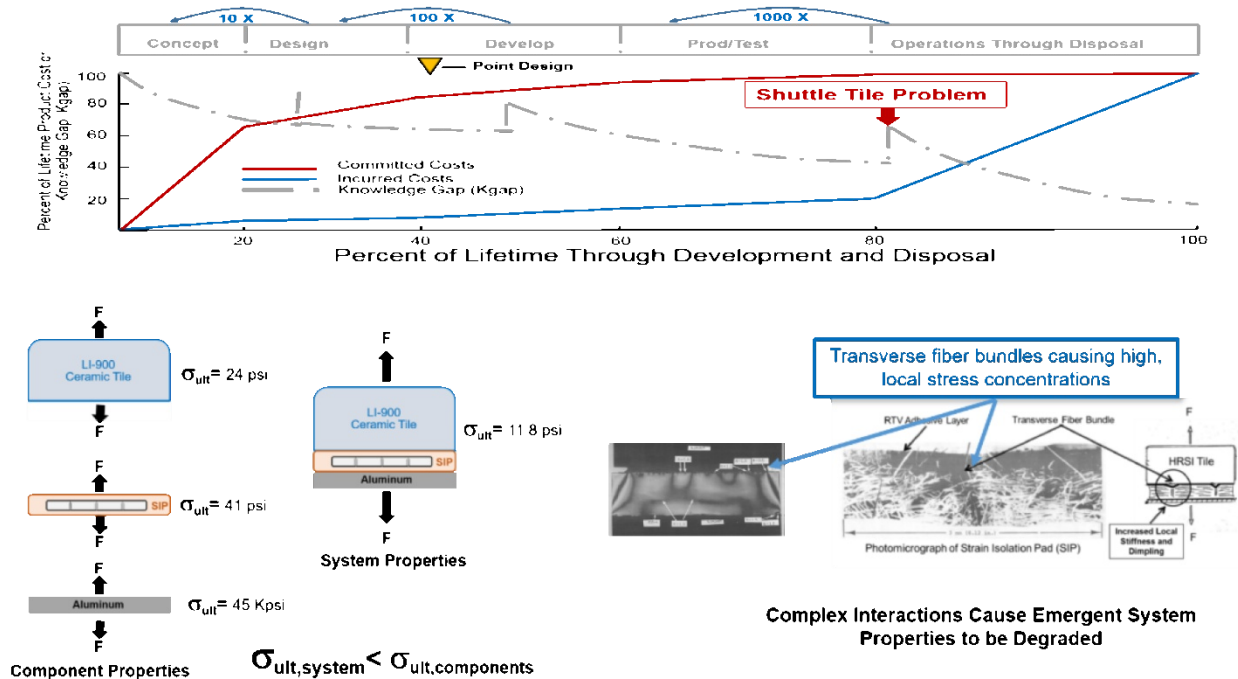 10 X
100 X
1000 X
Concept
Design
Develop
Prod/Test
Operations Through Disposal
Point Design
Percent of Lifetime Product Cost or
Knowledge Gap (Kgap)
100
80
60
40
20
Shuttle Tile Problem
Committed Costs
Incurred Costs
Knowledge Gap (Kgap)
20
40
60
80
100
Percent of Lifetime Through Development and Disposal
F
LI-900
Ceramic Tile
σult= 24 psi
F
F
SIP
σult= 41 psi
F
F
Aluminum
σult= 45 Kpsi
F
Component Properties
F
LI-900
Ceramic Tile
σult= 11 8 psi
SIP
Aluminum
F
System Properties
σult,system< σult,components
Transverse fiber bundles causing high,
local stress concentrations
RTV Adhesive Layer
Transverse Fiber Bundle
F
HRSI Tile
F
Increased Local
Stiffness and
Dimpling
Photomicrograph of Strain Isolation Pad (SIP)
Complex Interactions Cause Emergent System
Properties to be Degraded